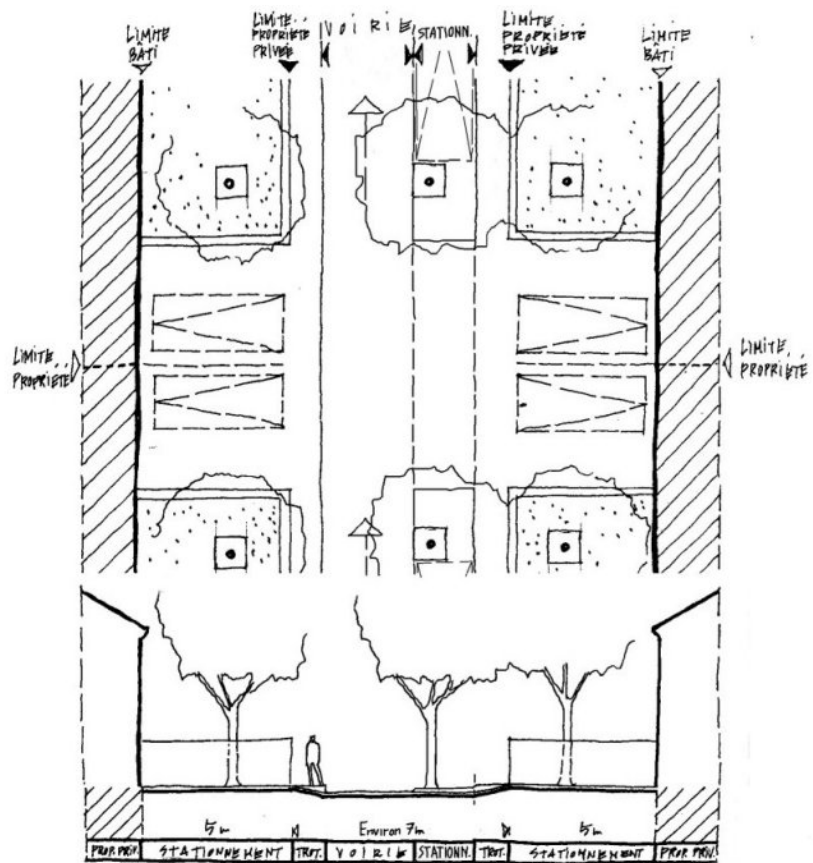 LIMITE
BÂTI
LIMITE
PROPRIÉTÉ
PRIVÉE
VOIRIE
STATIONN.
LIMITE
PROPRIÉTÉ
PRIVÉE
LIMITE
BÂTI
LIMITE
PROPRIÉTÉ
LIMITE
PROPRIÉTÉ
5m
Environ 7m
5m
PROP. PRIV.
STATIONNEMENT
TROT.
VOIRIE
STATIONN.
TROT.
STATIONNEMENT
PROP. PRIV